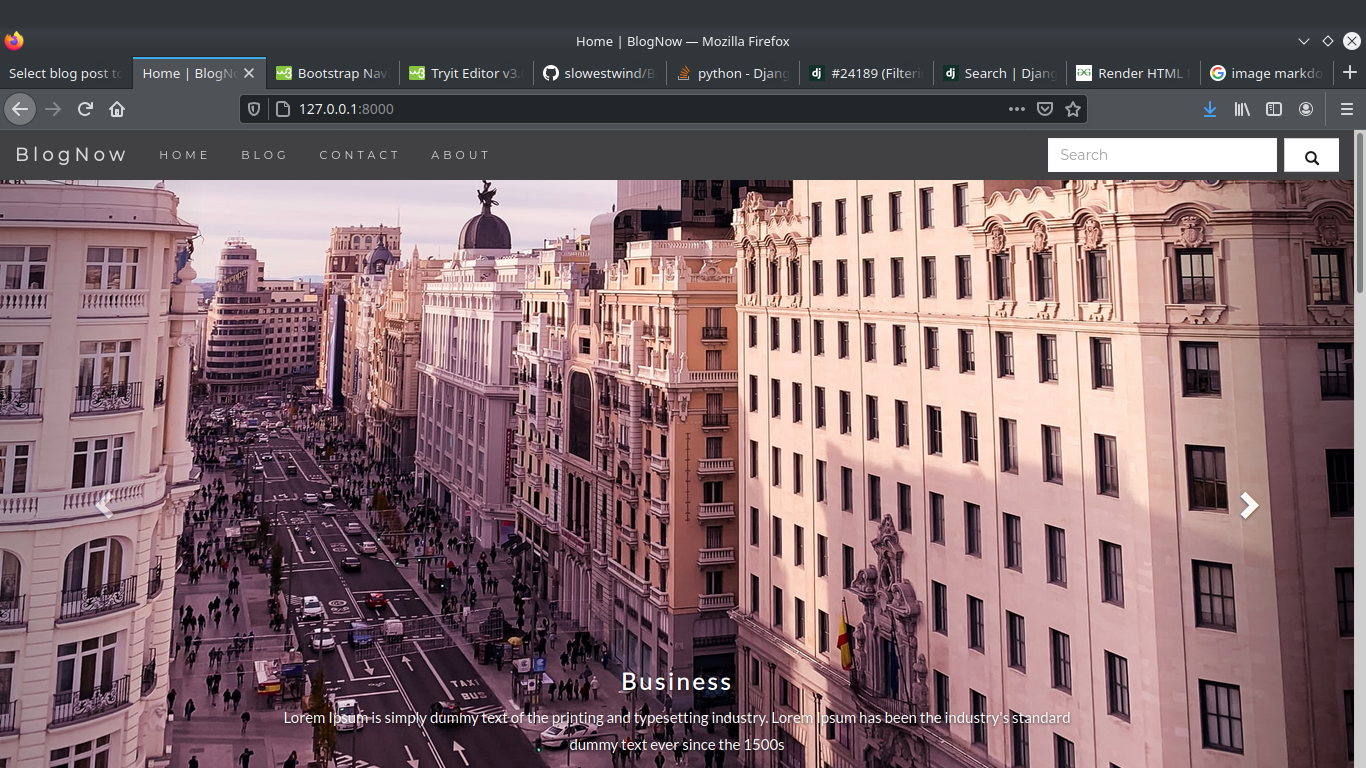 Home | BlogNow — Mozilla Firefox
Select blog post to
Home | BlogN
Bootstrap Nav
Tryit Editor v3.
slowestwind/B
python - Djang
#24189 (Filteri
Search | Djang
Render HTML
image markdo
127.0.0.1:8000
BlogNow
HOME
BLOG
CONTACT
ABOUT
Search
TAXI
BUS
Business
Lorem Ipsum is simply dummy text of the printing and typesetting industry. Lorem Ipsum has been the industry's standard
dummy text ever since the 1500s